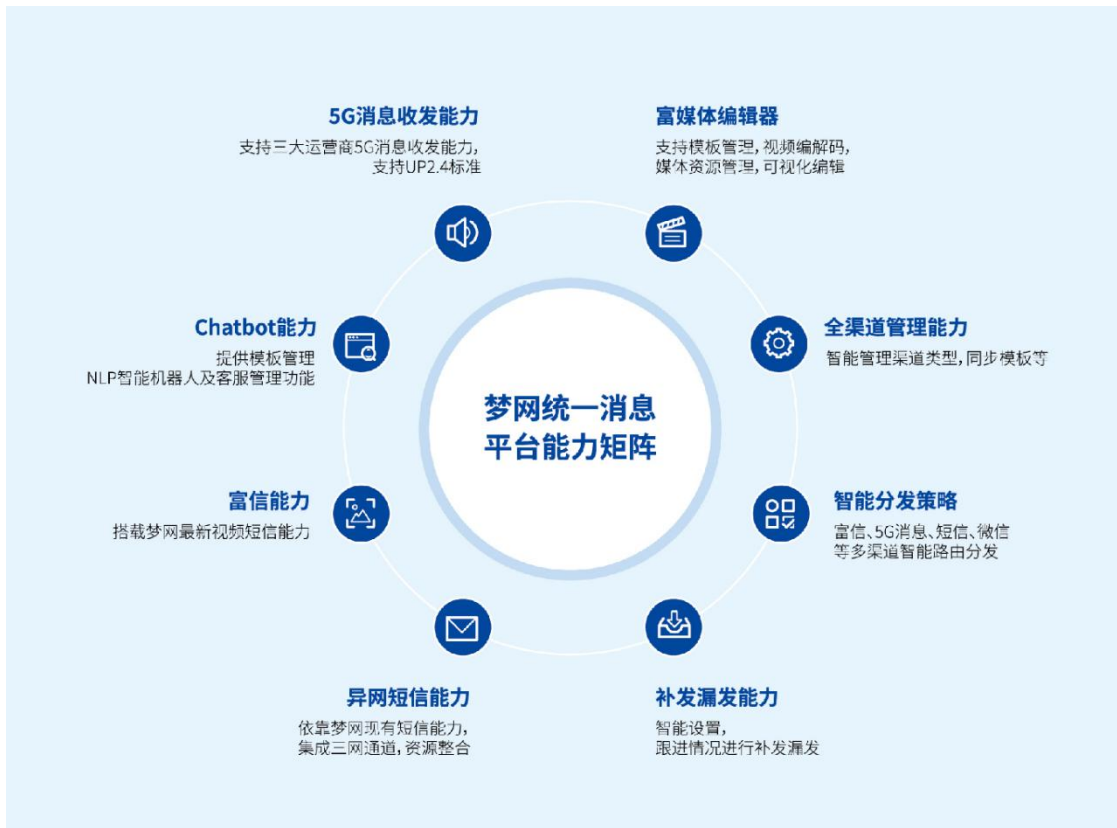 5G消息收发能力
支持三大运营商5G消息收发能力，
支持UP2.4标准
富媒体编辑器
支持模板管理，视频编解码，
媒体资源管理，可视化编辑
Chatbot能力
提供模板管理
NLP智能机器人及客服管理功能
全渠道管理能力
智能管理渠道类型，同步模板等
梦网统一消息
平台能力矩阵
富信能力
搭载梦网最新视频短信能力
智能分发策略
富信、5G消息、短信、微信
等多渠道智能路由分发
异网短信能力
依靠梦网现有短信能力，
集成三网通道，资源整合
补发漏发能力
智能设置，
跟进情况进行补发漏发